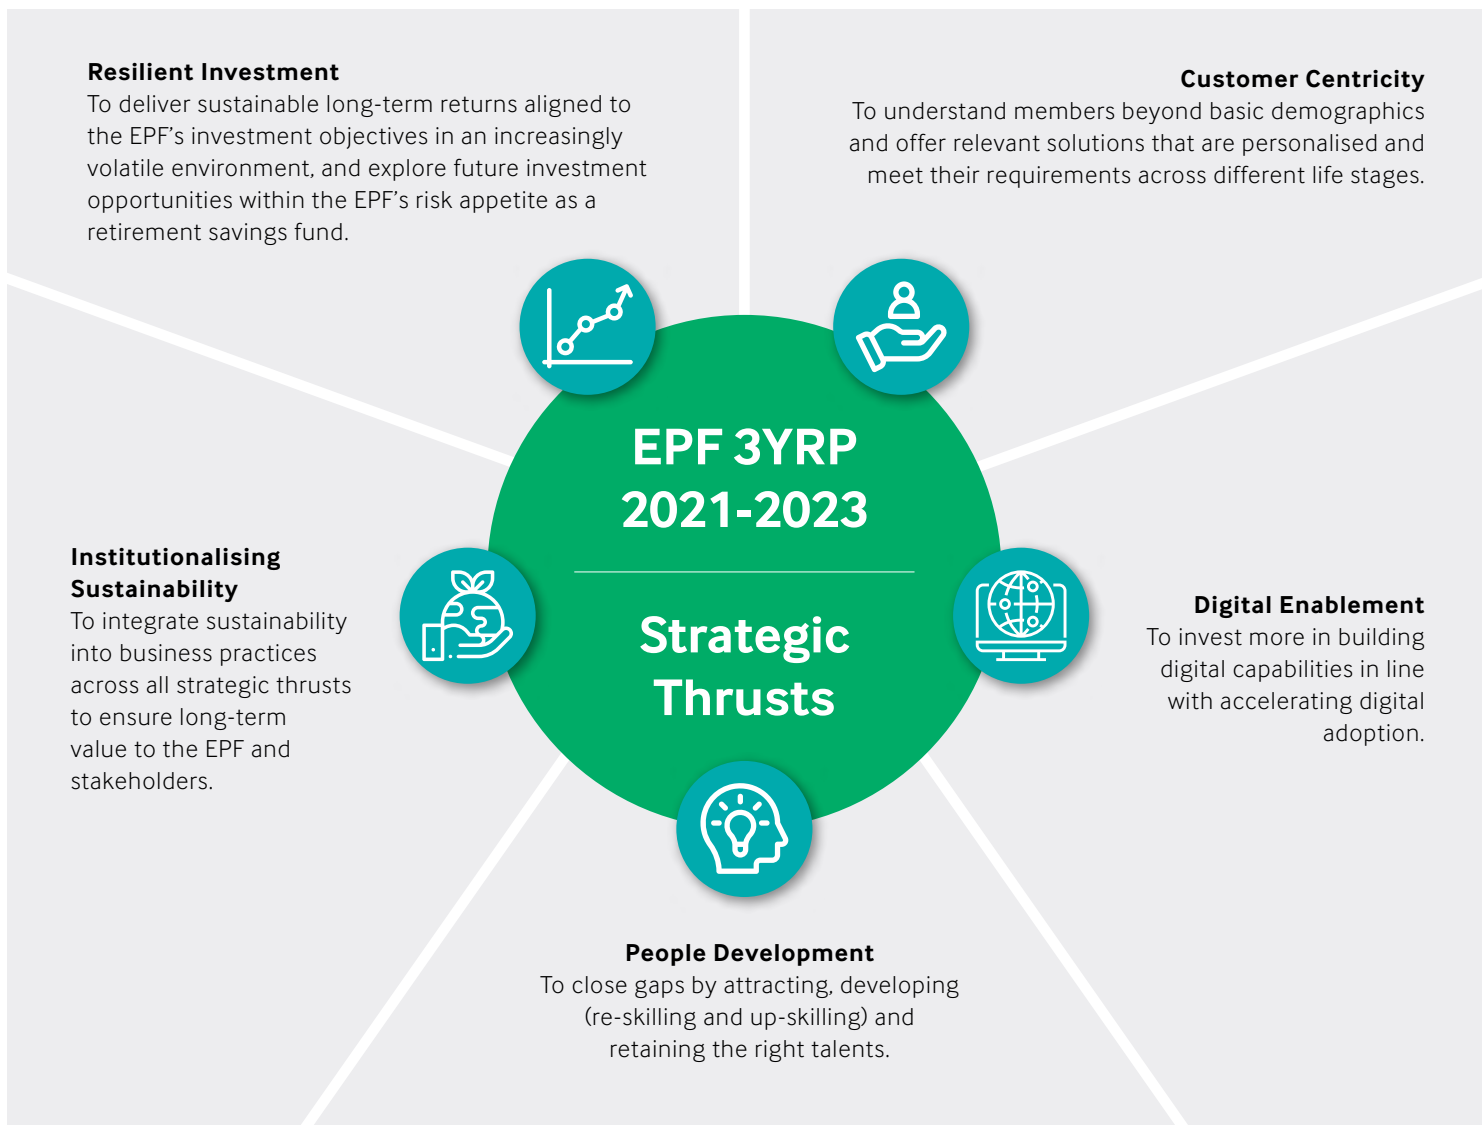 Resilient Investment
To deliver sustainable long-term returns aligned to
the EPF’s investment objectives in an increasingly
volatile environment, and explore future investment
opportunities within the EPF’s risk appetite as a
retirement savings fund.
Customer Centricity
To understand members beyond basic demographics
and offer relevant solutions that are personalised and
meet their requirements across different life stages.
EPF 3YRP
2021-2023
Strategic
Thrusts
Institutionalising
Sustainability
To integrate sustainability
into business practices
across all strategic thrusts
to ensure long-term
value to the EPF and
stakeholders.
Digital Enablement
To invest more in building
digital capabilities in line
with accelerating digital
adoption.
People Development
To close gaps by attracting, developing
(re-skilling and up-skilling) and
retaining the right talents.